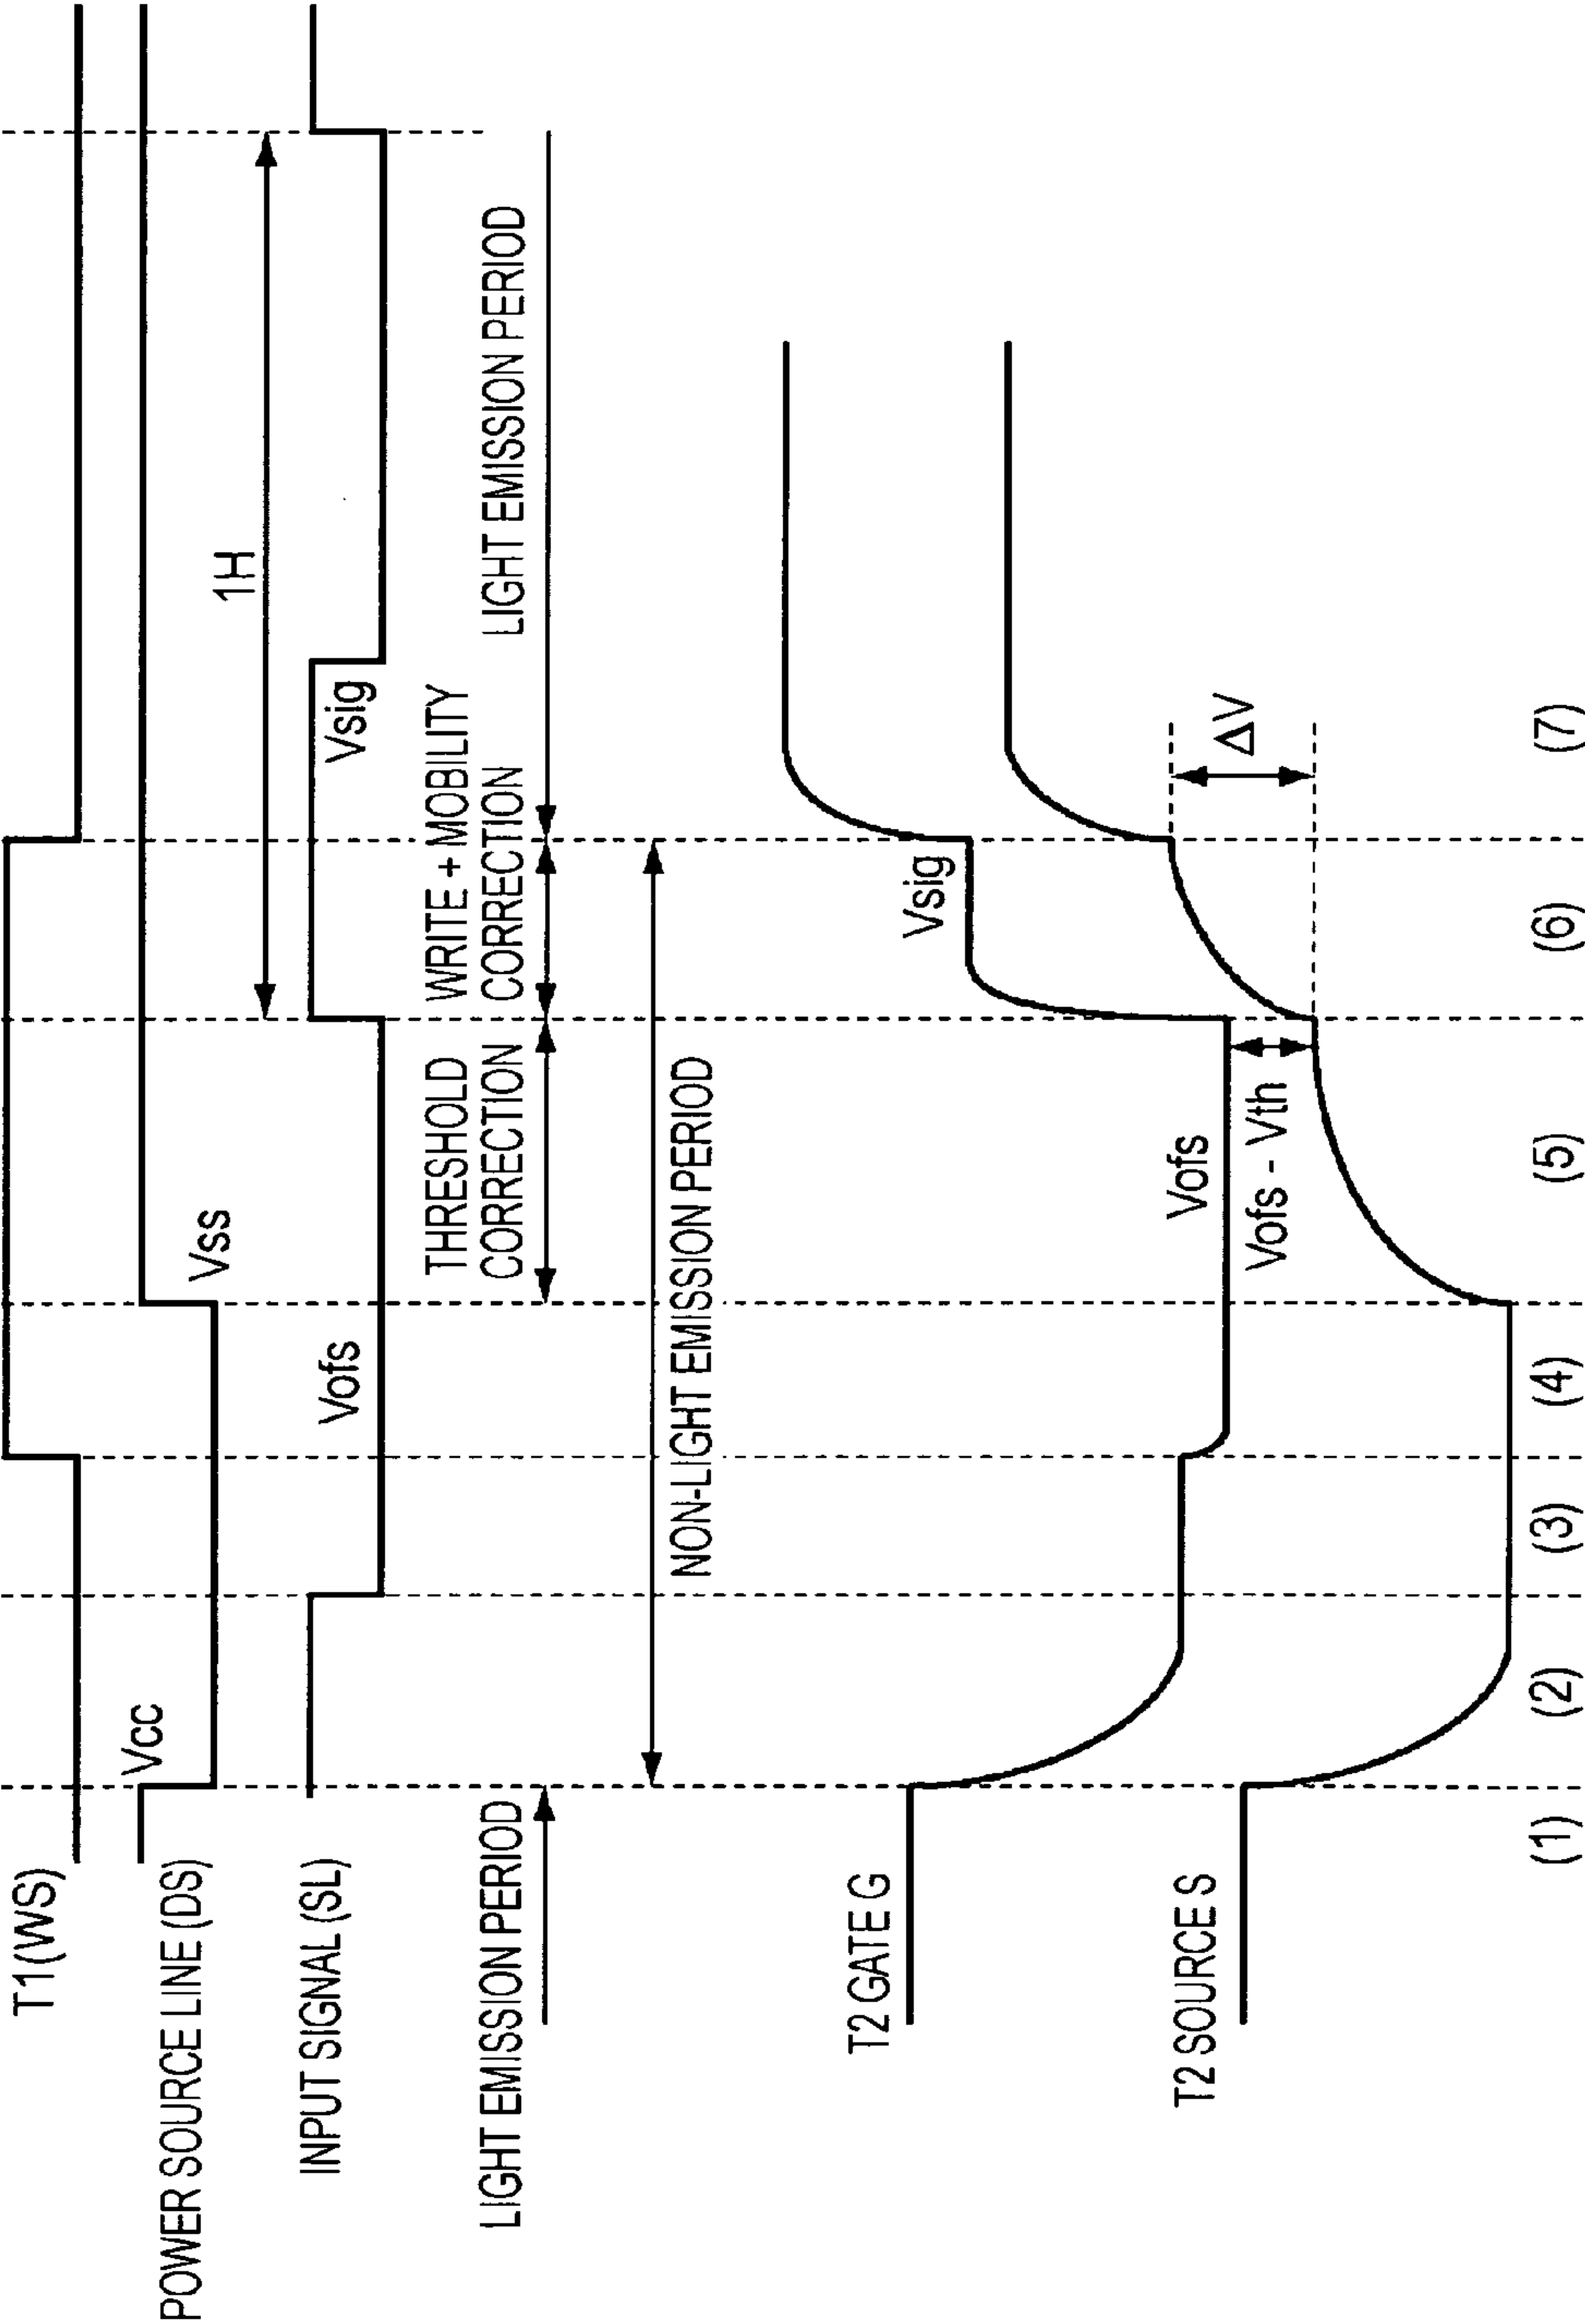 T1(WS)
POWER SOURCE LINE (DS)
Vcc
Vss
1H
INPUT SIGNAL (SL)
Vofs
Vsig
THRESHOLD
CORRECTION
WRITE + MOBILITY
CORRECTION
LIGHT EMISSION PERIOD
LIGHT EMISSION PERIOD
NON-LIGHT EMISSION PERIOD
T2 GATE G
Vofs
Vsig
Vofs - Vth
T2 SOURCE S
ΔV
(1) (2) (3) (4) (5) (6) (7)